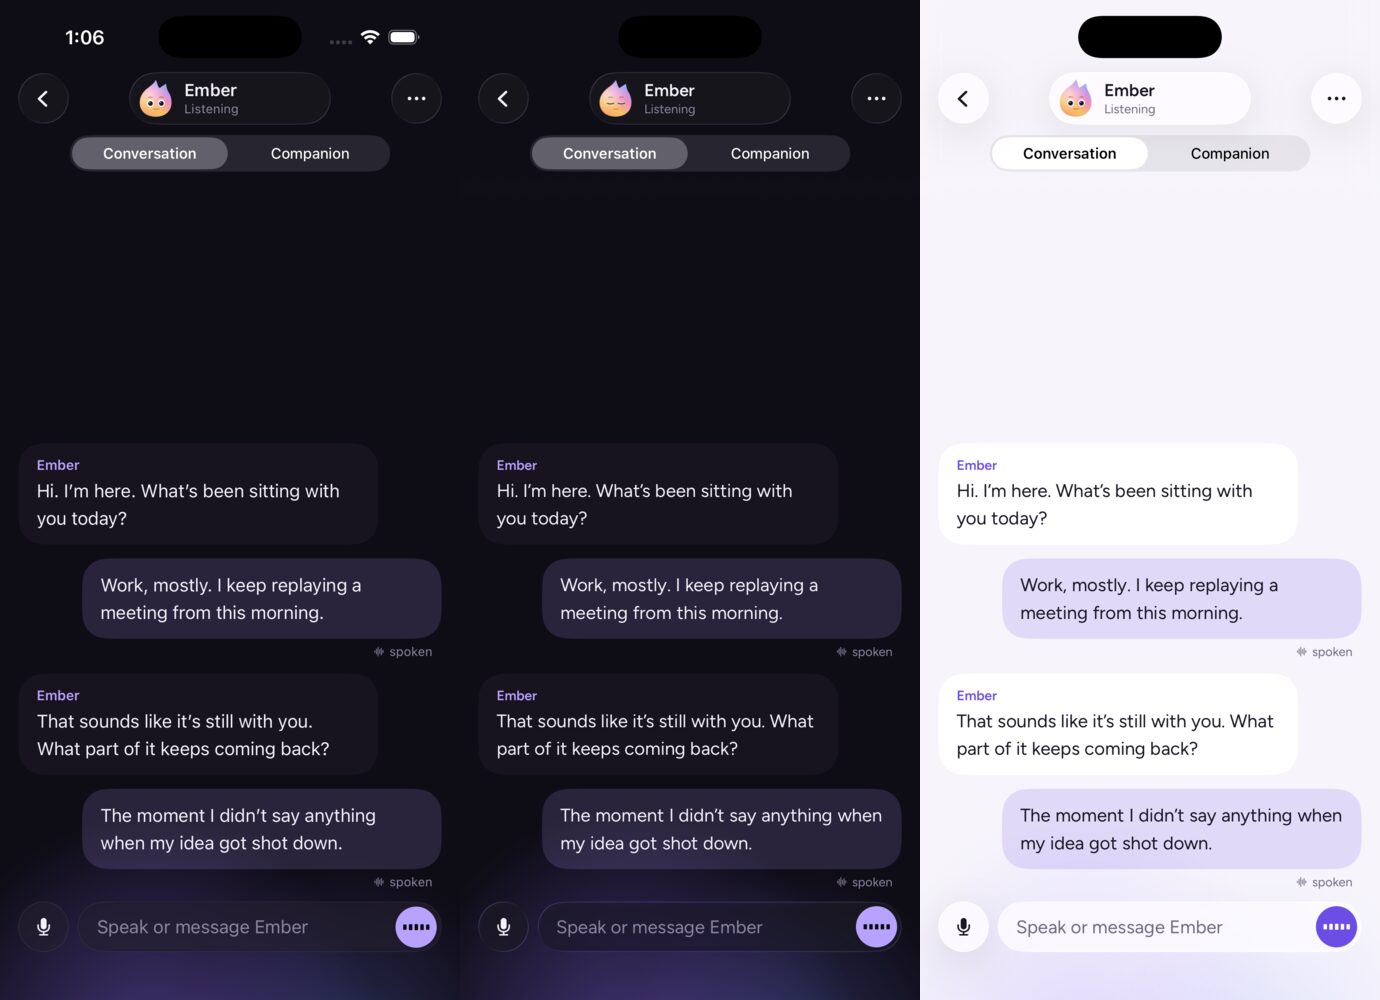 1:06
Ember
Listening
Conversation Companion
Ember
Hi. I'm here. What's been sitting with
you today?
Work, mostly. I keep replaying a
meeting from this morning.
spoken
Ember
That sounds like it's still with you.
What part of it keeps coming back?
The moment I didn't say anything
when my idea got shot down.
spoken
Speak or message Ember
Ember
Listening
Conversation Companion
Ember
Hi. I’m here. What’s been sitting with
you today?
Work, mostly. I keep replaying a
meeting from this morning.
spoken
Ember
That sounds like it’s still with you. What
part of it keeps coming back?
The moment I didn’t say anything when
my idea got shot down.
spoken
Speak or message Ember
Ember
Listening
Conversation Companion
Ember
Hi. I’m here. What’s been sitting with
you today?
Work, mostly. I keep replaying a
meeting from this morning.
spoken
Ember
That sounds like it’s still with you. What
part of it keeps coming back?
The moment I didn’t say anything when
my idea got shot down.
spoken
Speak or message Ember